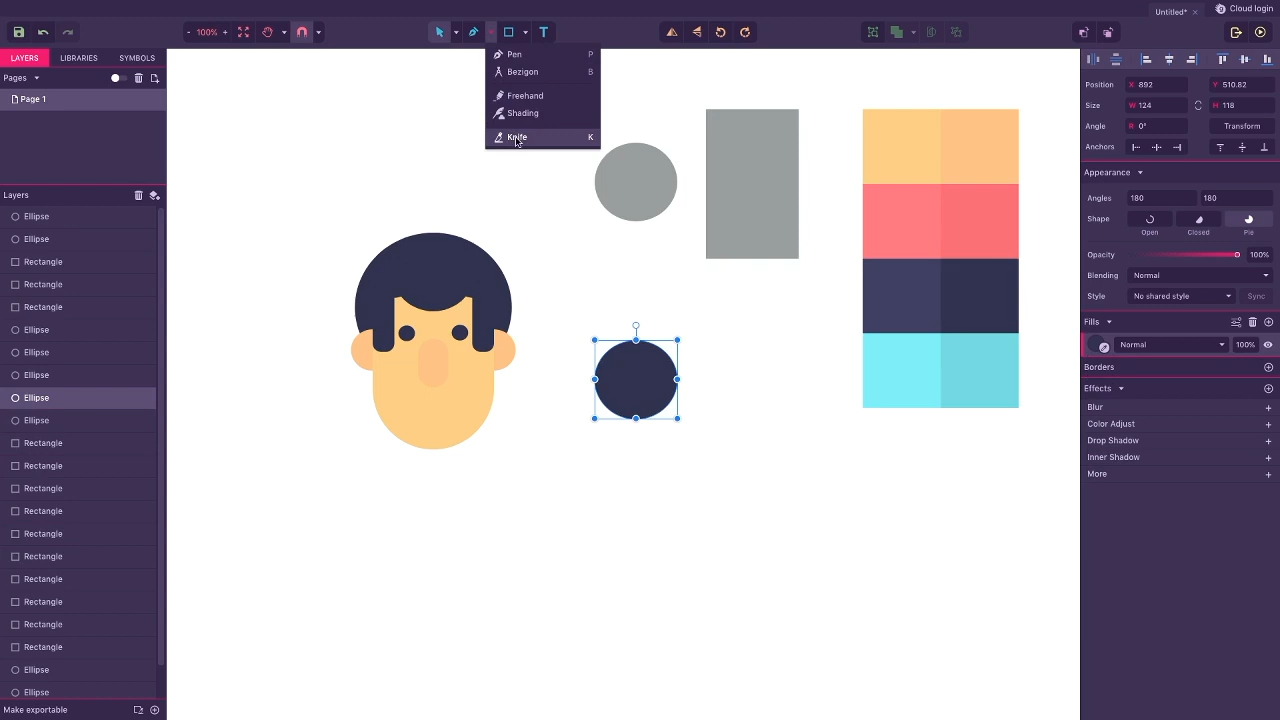 Untitled* ×
Cloud login
- 100% +
T
LAYERS
LIBRARIES
SYMBOLS
Pages
Page 1
Layers
Ellipse
Ellipse
Rectangle
Rectangle
Rectangle
Ellipse
Ellipse
Ellipse
Ellipse
Ellipse
Rectangle
Rectangle
Rectangle
Rectangle
Rectangle
Rectangle
Rectangle
Rectangle
Rectangle
Rectangle
Ellipse
Ellipse
Make exportable
Pen P
Bezigon B
Freehand
Shading
Knife K
Position X 892 Y 510.82
Size W 124 H 118
Angle R 0° Transform
Anchors
Appearance
Angles 180 180
Shape
Open Closed Pie
Opacity 100%
Blending Normal
Style No shared style Sync
Fills
Normal 100%
Borders
Effects
Blur
Color Adjust
Drop Shadow
Inner Shadow
More